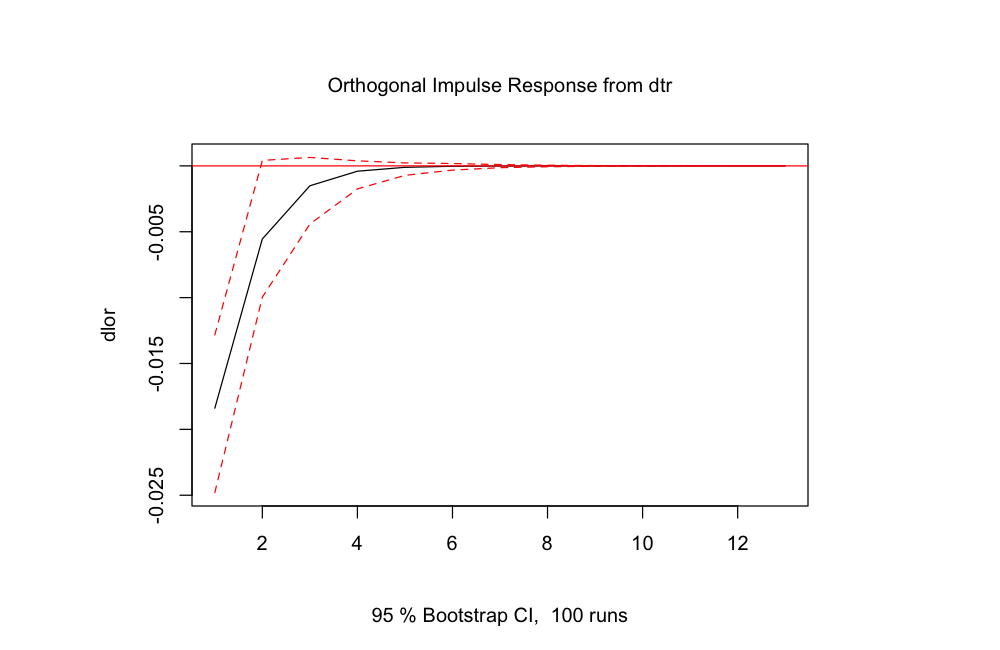 Orthogonal Impulse Response from dtr
dlor
-0.005
-0.015
-0.025
2 4 6 8 10 12
95 % Bootstrap CI,  100 runs